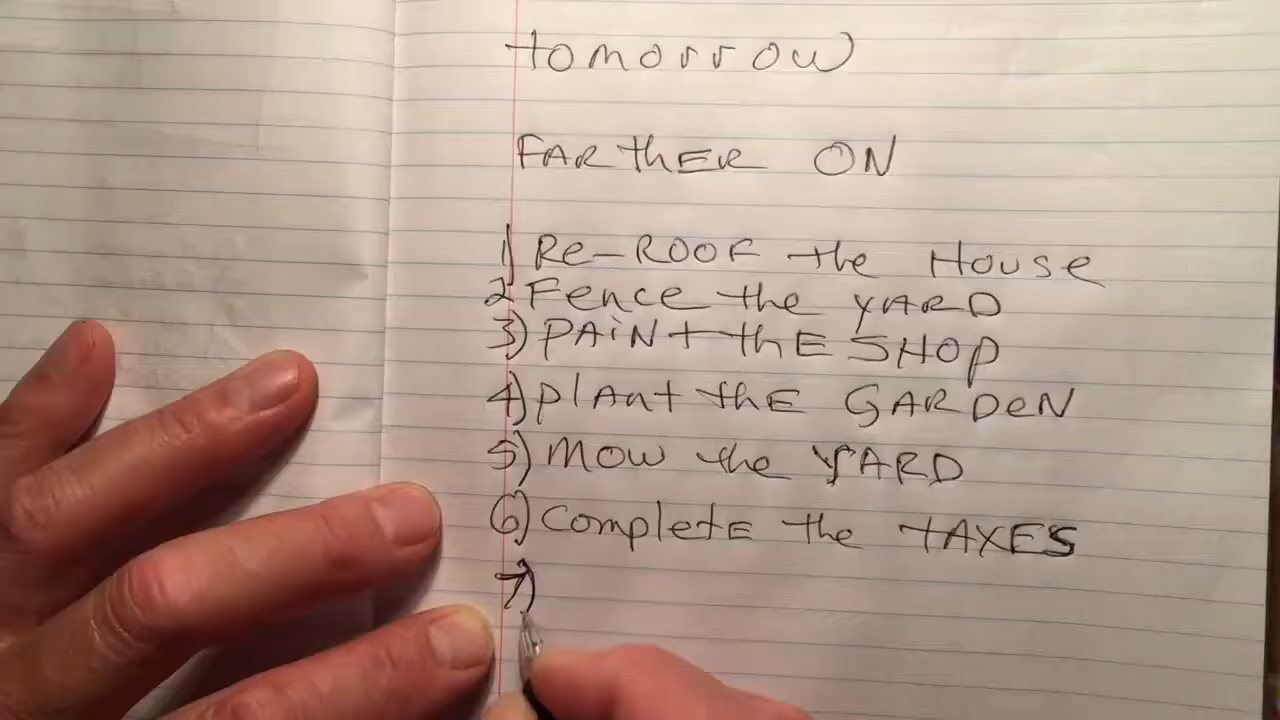 tomorrow
FARthER ON
1) Re-ROOF the House
2 Fence the YARD
3) PAiNt thE SHOP
4) plANt thE GARDeN
5) Mow the YARD
6) CompletE the tAXES
7)